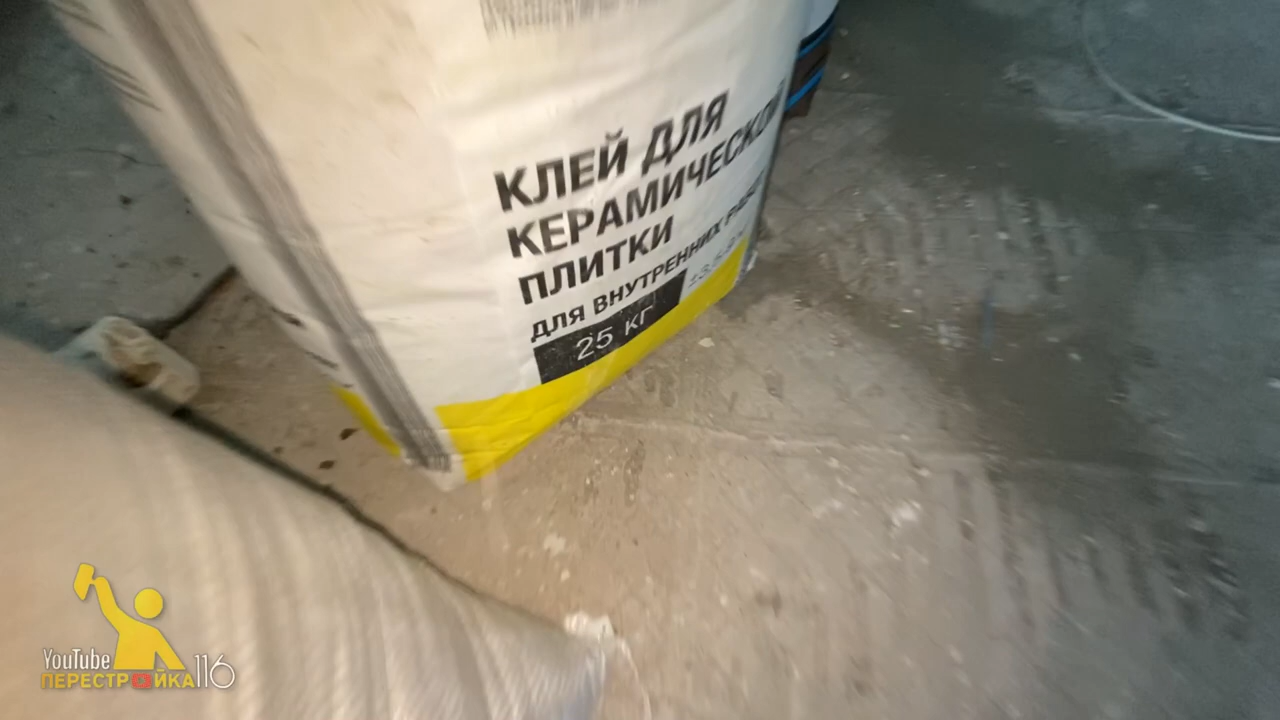 КЛЕЙ ДЛЯ
КЕРАМИЧЕСКОЙ
ПЛИТКИ
ДЛЯ ВНУТРЕННИХ
25 КГ
YouTube
ПЕРЕСТРОЙКА116